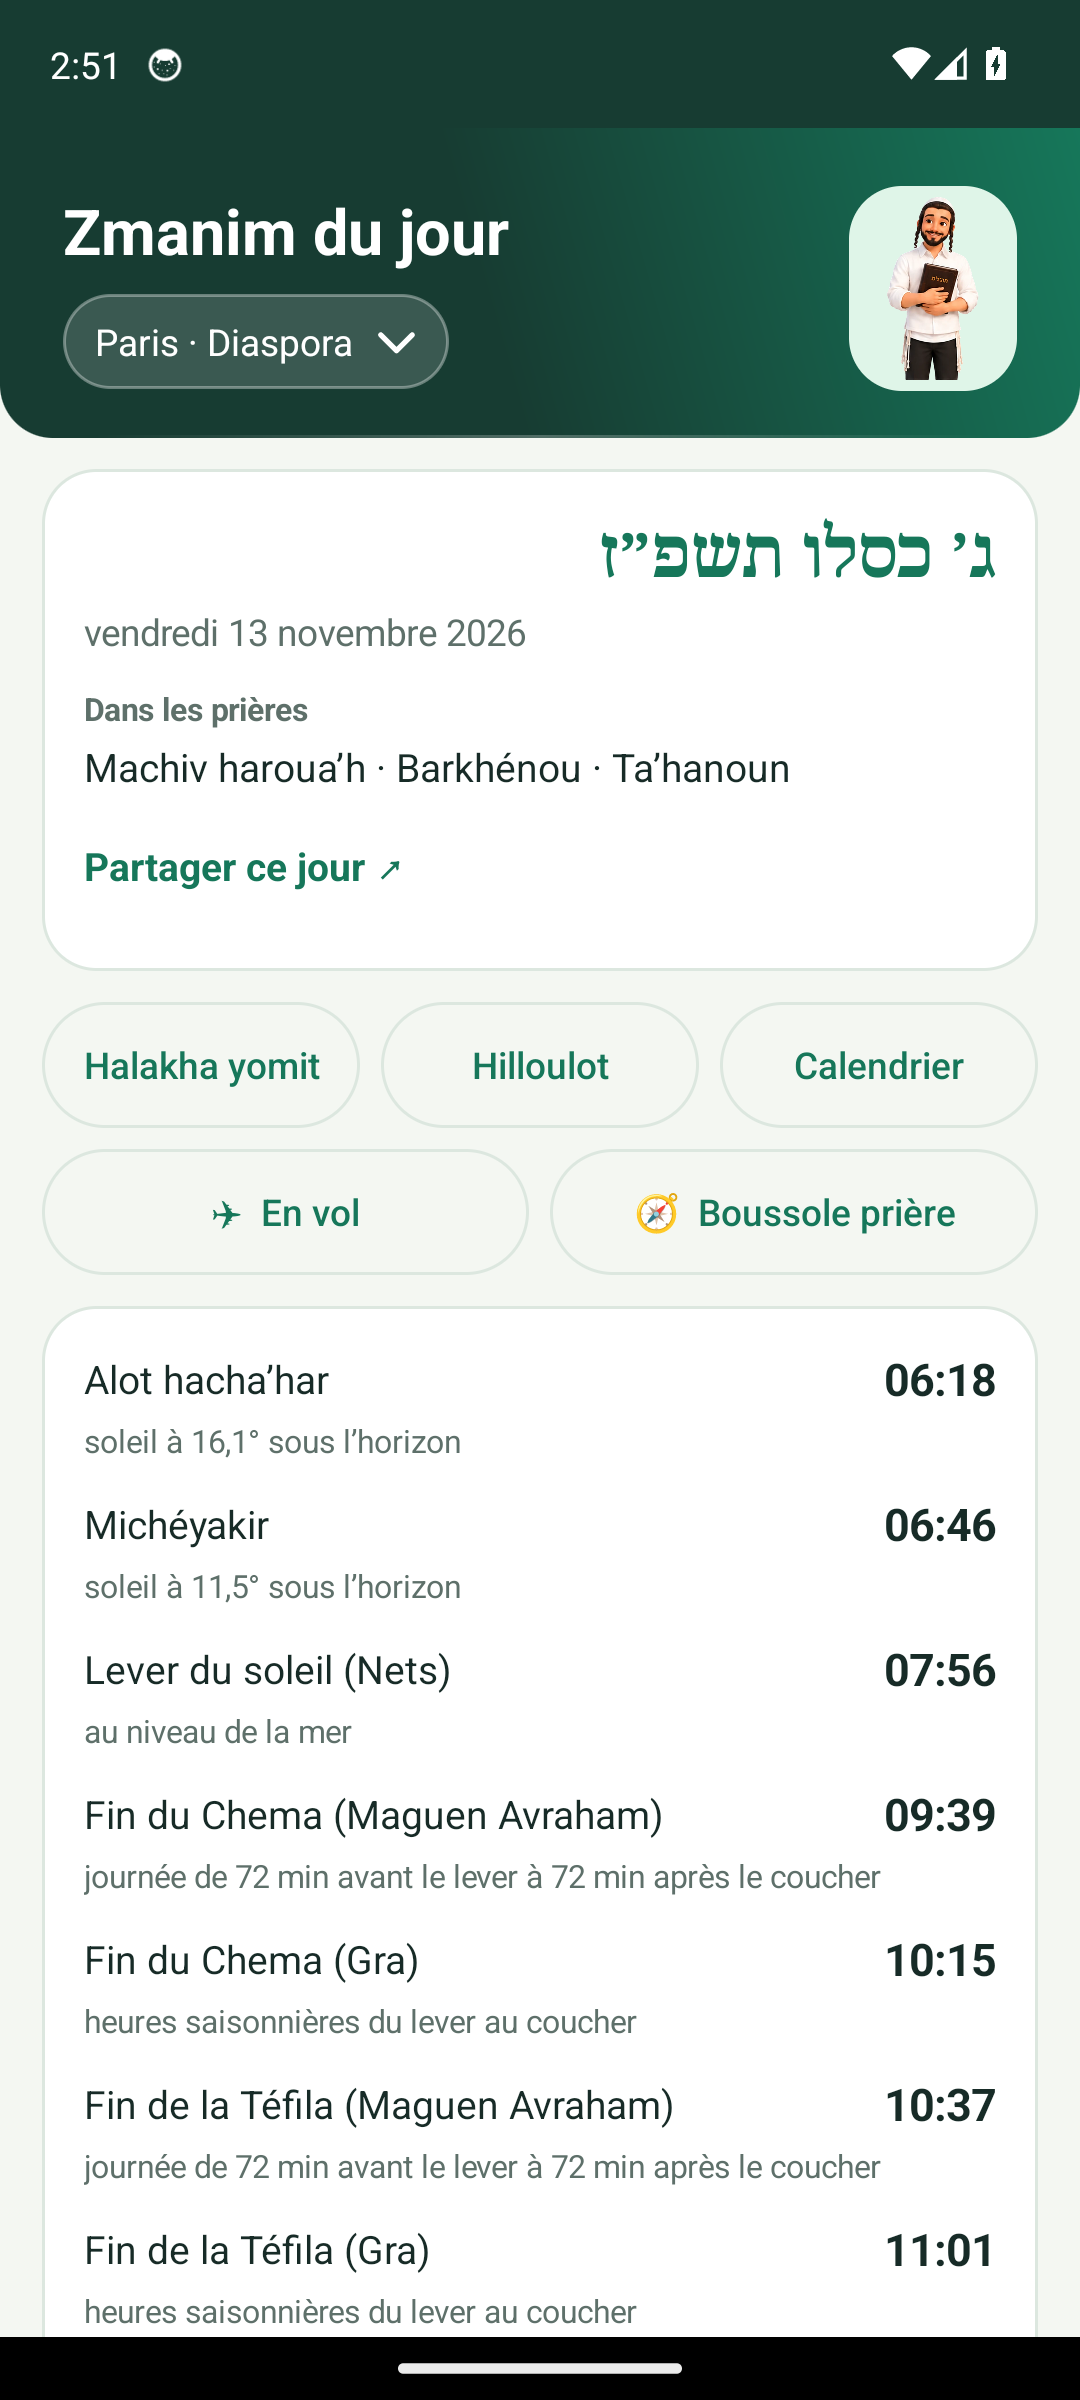 2:51
Zmanim du jour
Paris · Diaspora
ג׳ כסלו תשפ״ז
vendredi 13 novembre 2026
Dans les prières
Machiv haroua’h · Barkhénou · Ta’hanoun
Partager ce jour ↗
Halakha yomit
Hilloulot
Calendrier
✈ En vol
🧭 Boussole prière
Alot hacha’har 06:18
soleil à 16,1° sous l’horizon
Michéyakir 06:46
soleil à 11,5° sous l’horizon
Lever du soleil (Nets) 07:56
au niveau de la mer
Fin du Chema (Maguen Avraham) 09:39
journée de 72 min avant le lever à 72 min après le coucher
Fin du Chema (Gra) 10:15
heures saisonnières du lever au coucher
Fin de la Téfila (Maguen Avraham) 10:37
journée de 72 min avant le lever à 72 min après le coucher
Fin de la Téfila (Gra) 11:01
heures saisonnières du lever au coucher